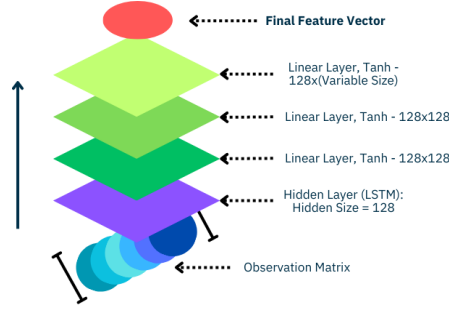 Final Feature Vector
Linear Layer, Tanh -
128x(Variable Size)
Linear Layer, Tanh - 128x128
Linear Layer, Tanh - 128x128
Hidden Layer (LSTM):
Hidden Size = 128
Observation Matrix